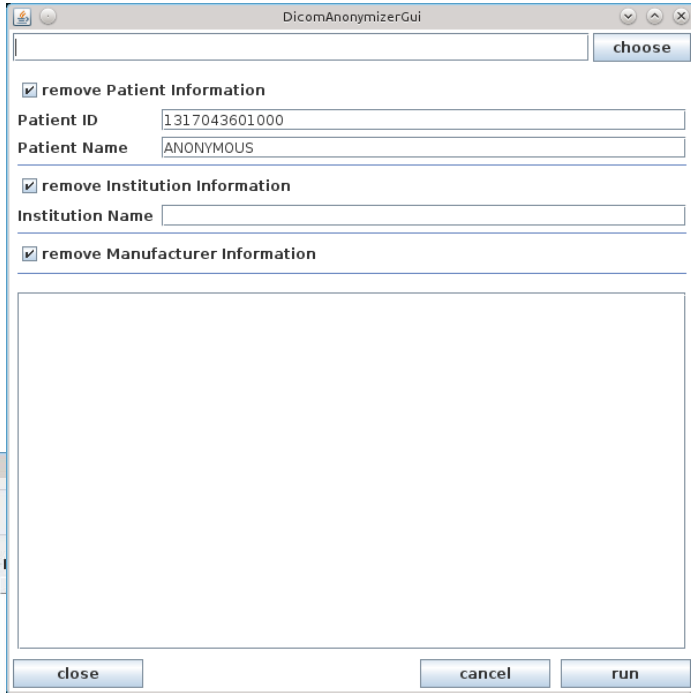 DicomAnonymizerGui
choose
remove Patient Information
Patient ID 1317043601000
Patient Name ANONYMOUS
remove Institution Information
Institution Name
remove Manufacturer Information
close cancel run